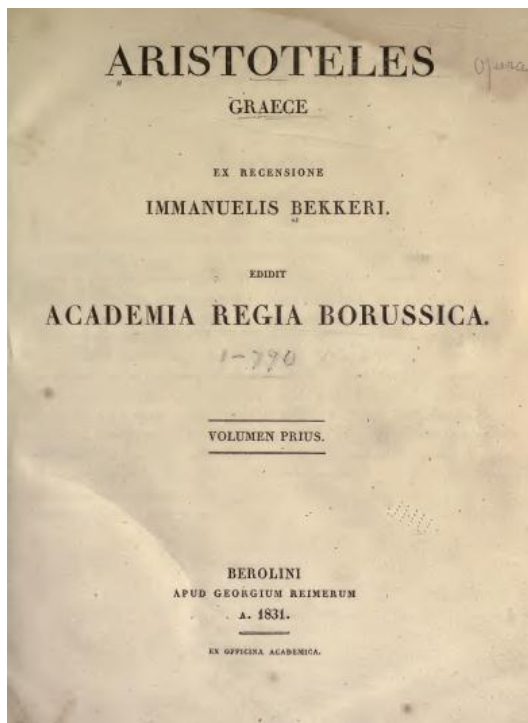 ARISTOTELES
Opera
GRAECE
EX RECENSIONE
IMMANUELIS BEKKERI.
EDIDIT
ACADEMIA REGIA BORUSSICA.
1-790
VOLUMEN PRIUS.
BEROLINI
APUD GEORGIUM REIMERUM
A. 1831.
EX OFFICINA ACADEMICA.